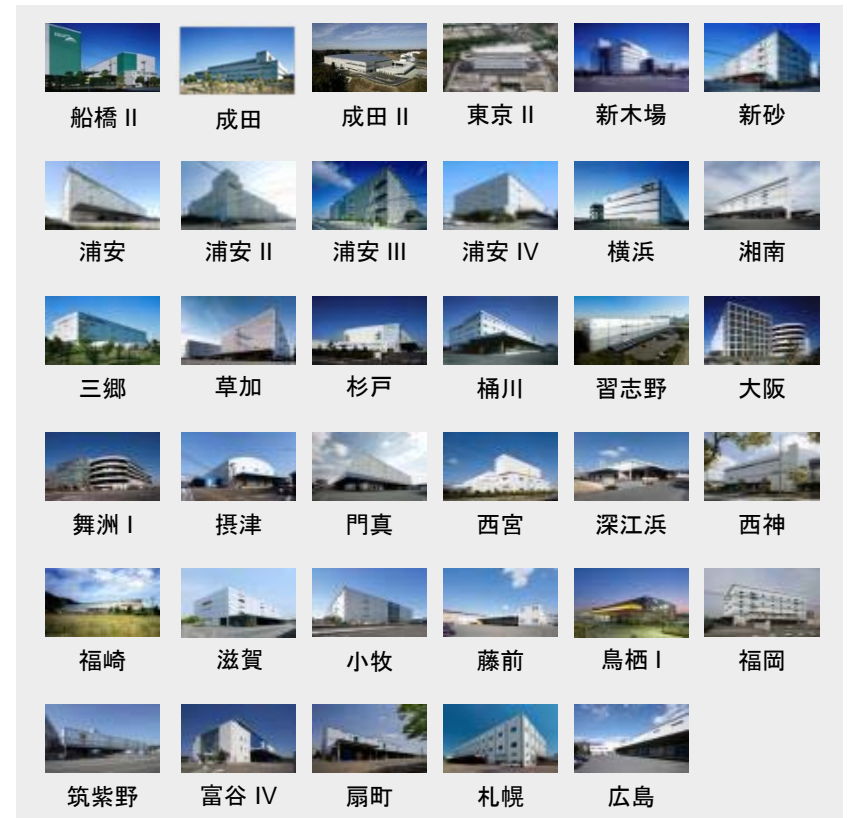 船橋 II 成田 成田 II 東京 II 新木場 新砂
浦安 浦安 II 浦安 III 浦安 IV 横浜 湘南
三郷 草加 杉戸 桶川 習志野 大阪
舞洲 I 摂津 門真 西宮 深江浜 西神
福崎 滋賀 小牧 藤前 鳥栖 I 福岡
筑紫野 富谷 IV 扇町 札幌 広島